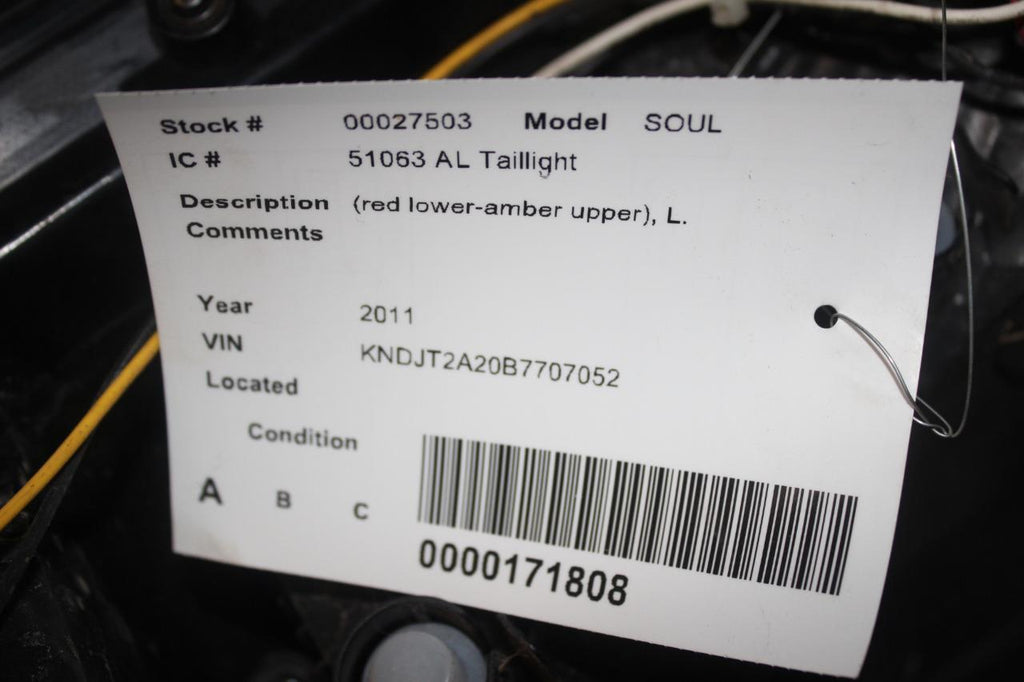 Stock # 00027503 Model SOUL
IC # 51063 AL Taillight
Description (red lower-amber upper), L.
Comments
Year 2011
VIN KNDJT2A20B7707052
Located
Condition
A B C
0000171808